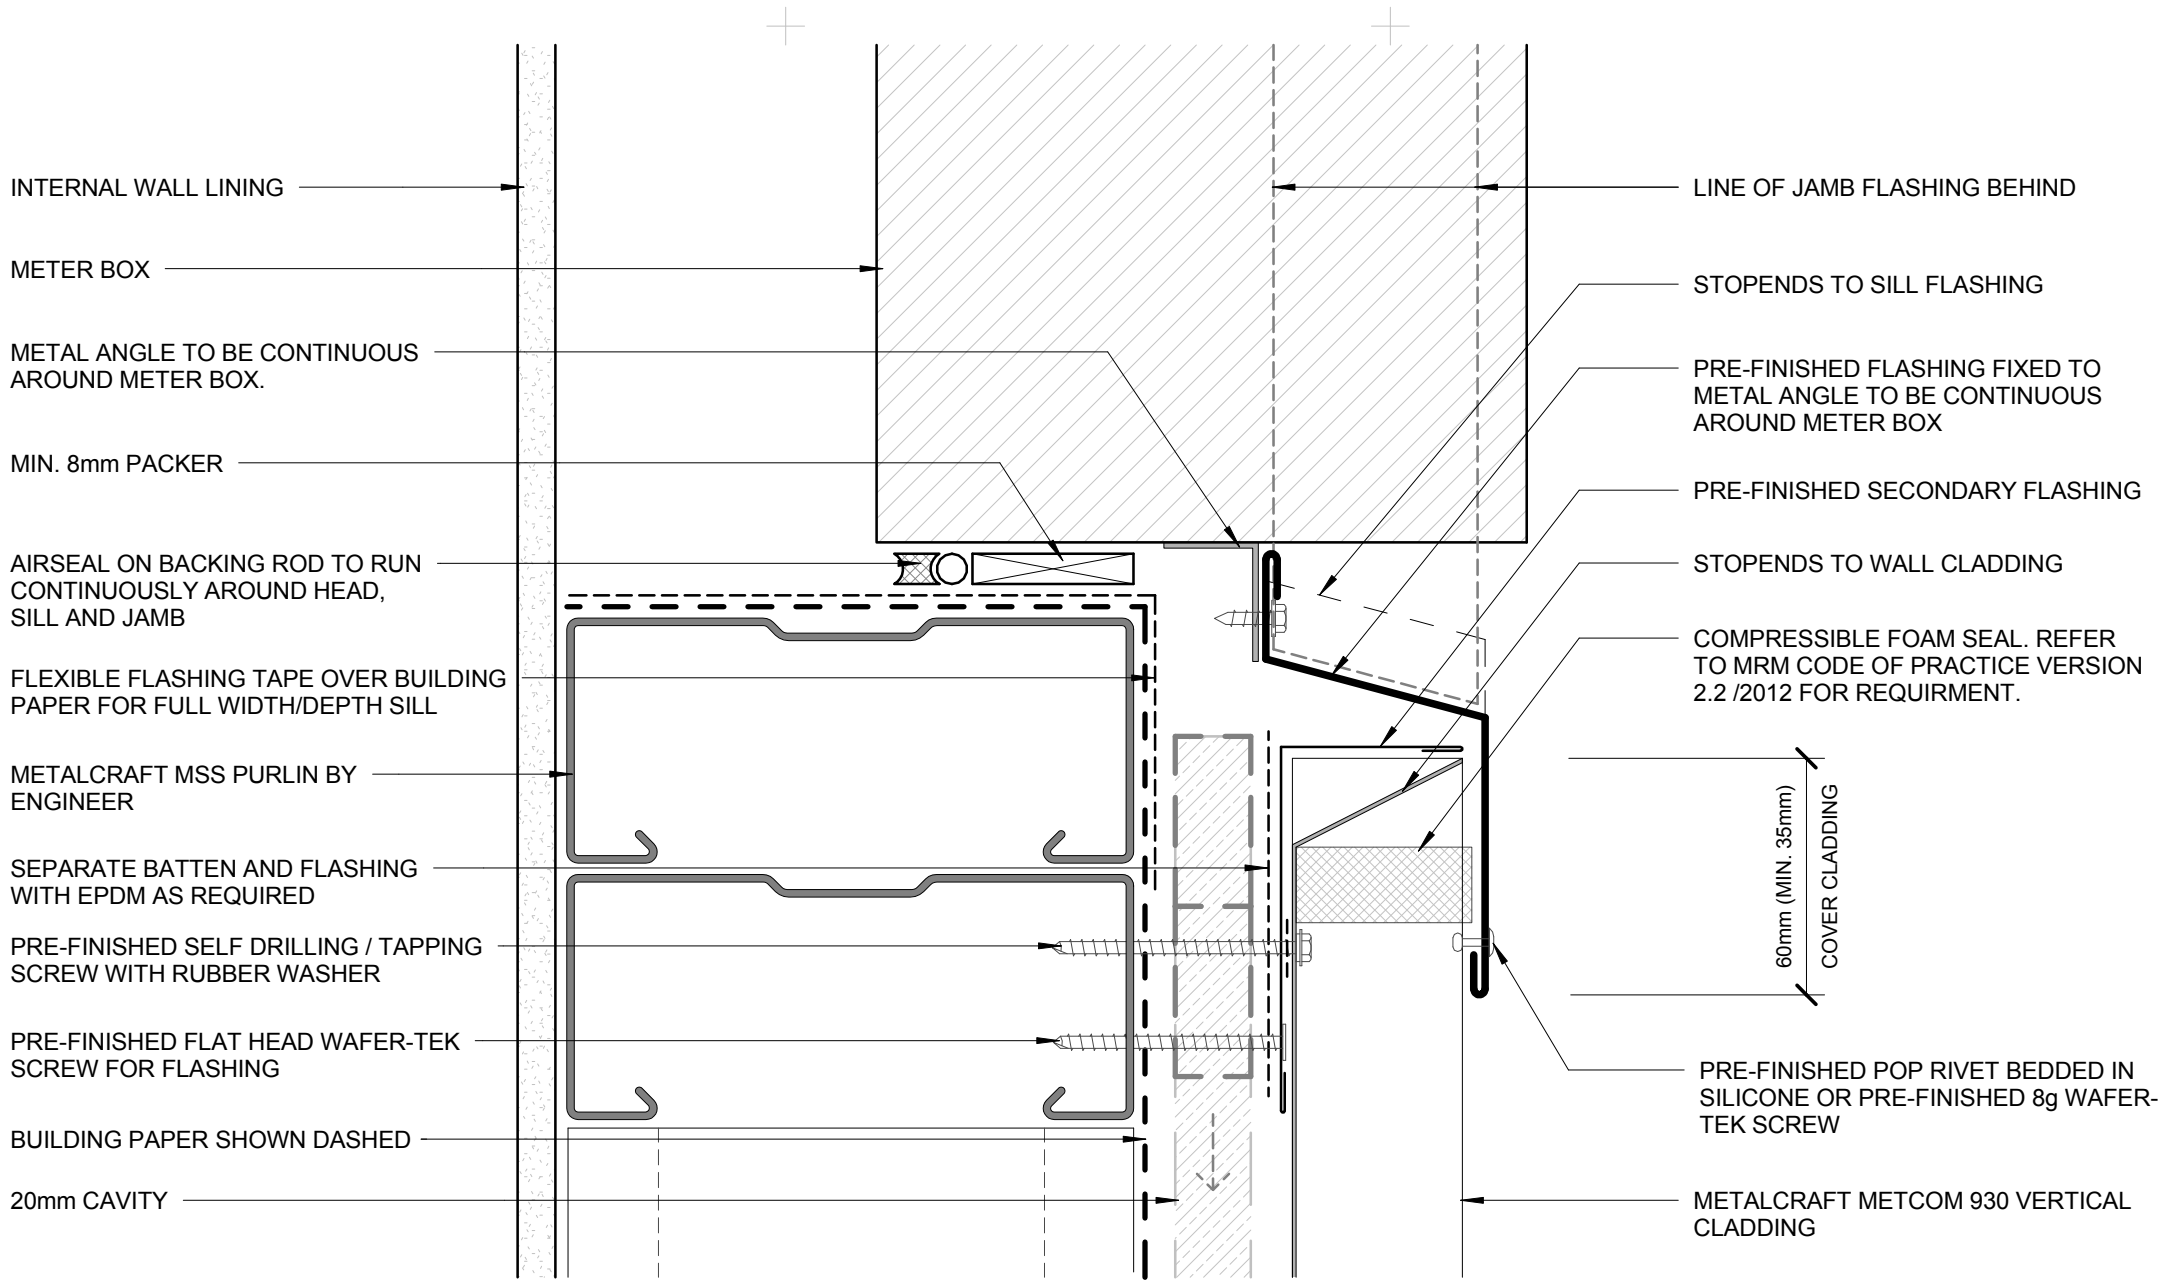 INTERNAL WALL LINING
METER BOX
METAL ANGLE TO BE CONTINUOUS
AROUND METER BOX.
MIN. 8mm PACKER
AIRSEAL ON BACKING ROD TO RUN
CONTINUOUSLY AROUND HEAD,
SILL AND JAMB
FLEXIBLE FLASHING TAPE OVER BUILDING
PAPER FOR FULL WIDTH/DEPTH SILL
METALCRAFT MSS PURLIN BY
ENGINEER
SEPARATE BATTEN AND FLASHING
WITH EPDM AS REQUIRED
PRE-FINISHED SELF DRILLING / TAPPING
SCREW WITH RUBBER WASHER
PRE-FINISHED FLAT HEAD WAFER-TEK
SCREW FOR FLASHING
BUILDING PAPER SHOWN DASHED
20mm CAVITY
LINE OF JAMB FLASHING BEHIND
STOPENDS TO SILL FLASHING
PRE-FINISHED FLASHING FIXED TO
METAL ANGLE TO BE CONTINUOUS
AROUND METER BOX
PRE-FINISHED SECONDARY FLASHING
STOPENDS TO WALL CLADDING
COMPRESSIBLE FOAM SEAL. REFER
TO MRM CODE OF PRACTICE VERSION
2.2 /2012 FOR REQUIRMENT.
60mm (MIN. 35mm)
COVER CLADDING
PRE-FINISHED POP RIVET BEDDED IN
SILICONE OR PRE-FINISHED 8g WAFER-
TEK SCREW
METALCRAFT METCOM 930 VERTICAL
CLADDING